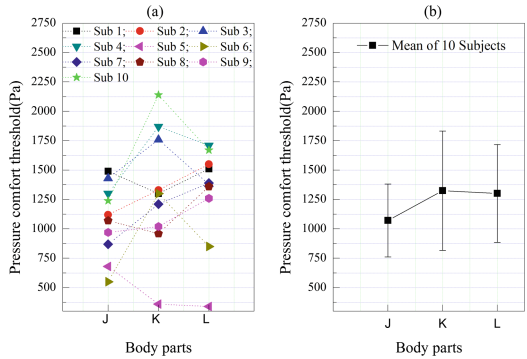 (a)
Pressure comfort threshold(Pa)
2750
2500
2250
2000
1750
1500
1250
1000
750
500
Sub 1; Sub 2; Sub 3;
Sub 4; Sub 5; Sub 6;
Sub 7; Sub 8; Sub 9;
Sub 10
J K L
Body parts
(b)
Pressure comfort threshold(Pa)
2750
2500
2250
2000
1750
1500
1250
1000
750
500
Mean of 10 Subjects
J K L
Body parts